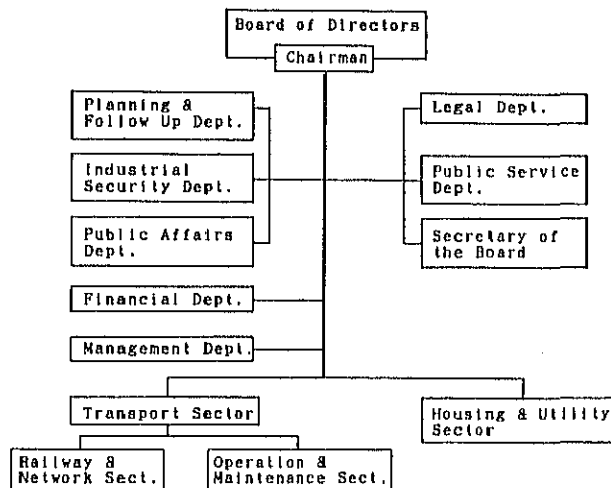 Board of Directors
Chairman
Planning &
Follow Up Dept.
Legal Dept.
Industrial
Security Dept.
Public Service
Dept.
Public Affairs
Dept.
Secretary of
the Board
Financial Dept.
Management Dept.
Transport Sector
Housing & Utility
Sector
Railway &
Network Sect.
Operation &
Maintenance Sect.